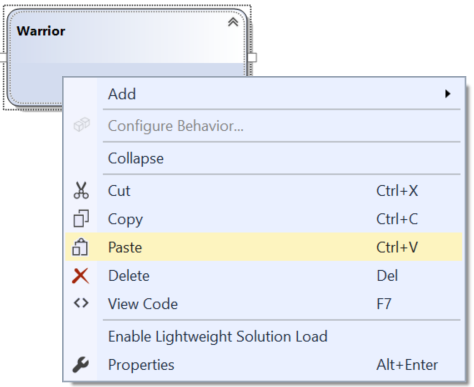 Warrior
Add
Configure Behavior...
Collapse
Cut Ctrl+X
Copy Ctrl+C
Paste Ctrl+V
Delete Del
View Code F7
Enable Lightweight Solution Load
Properties Alt+Enter